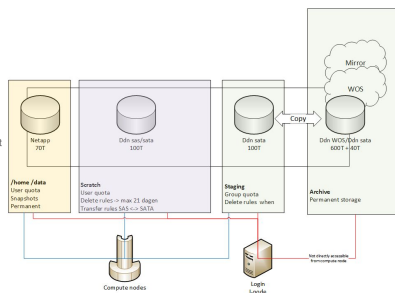 Mirror
WOS
Copy
t
Netapp
70T
Ddn sas/sata
100T
Ddn sata
100T
Ddn WOS/Ddn sata
600T + 40T
/home /data
User quota
Snapshots
Permanent
Scratch
User quota
Delete rules -> max 21 dagen
Transfer rules SAS <-> SATA
Staging
Group quota
Delete rules when
Archive
Permanent storage
Not directly accessible
from compute node
Compute nodes
Login